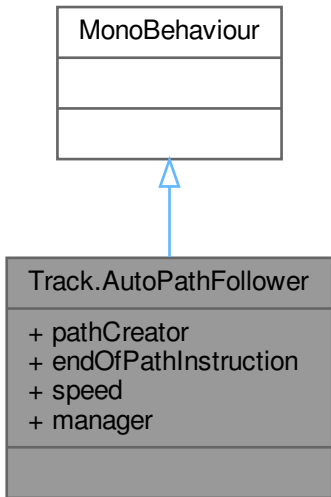 MonoBehaviour
Track.AutoPathFollower
+ pathCreator
+ endOfPathInstruction
+ speed
+ manager